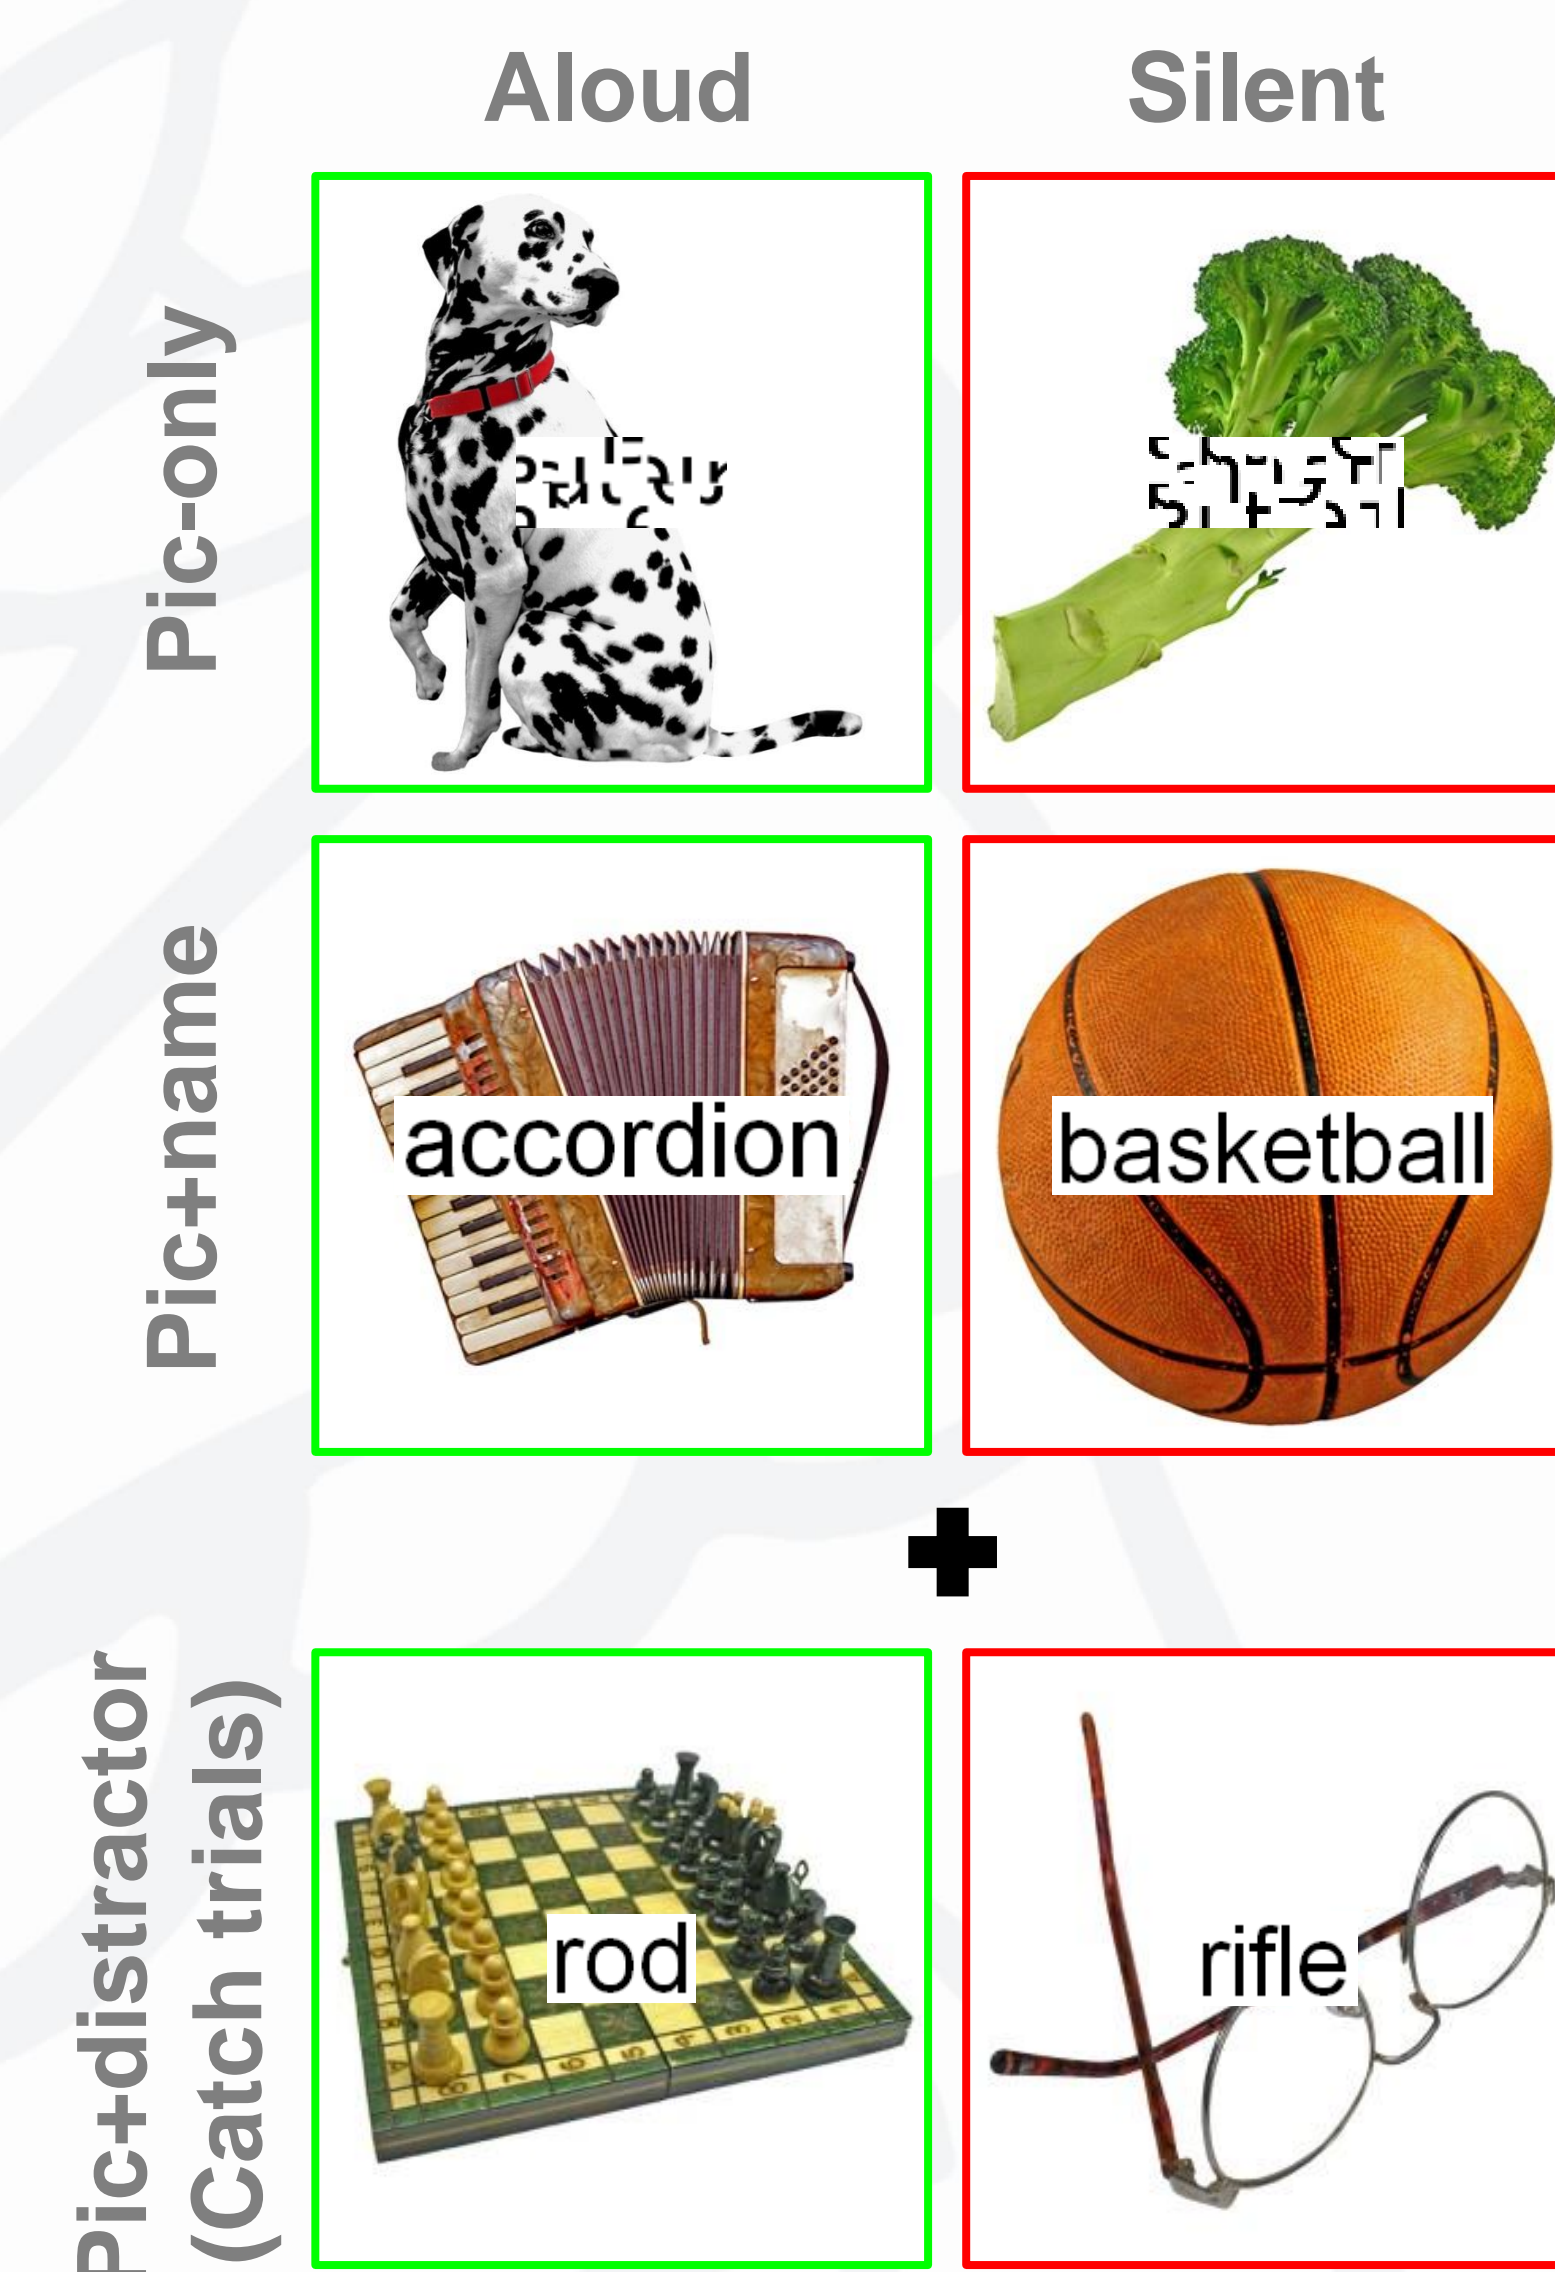 Aloud
Silent
Pic-only
Pic+name
accordion
basketball
Pic+distractor
(Catch trials)
rod
rifle